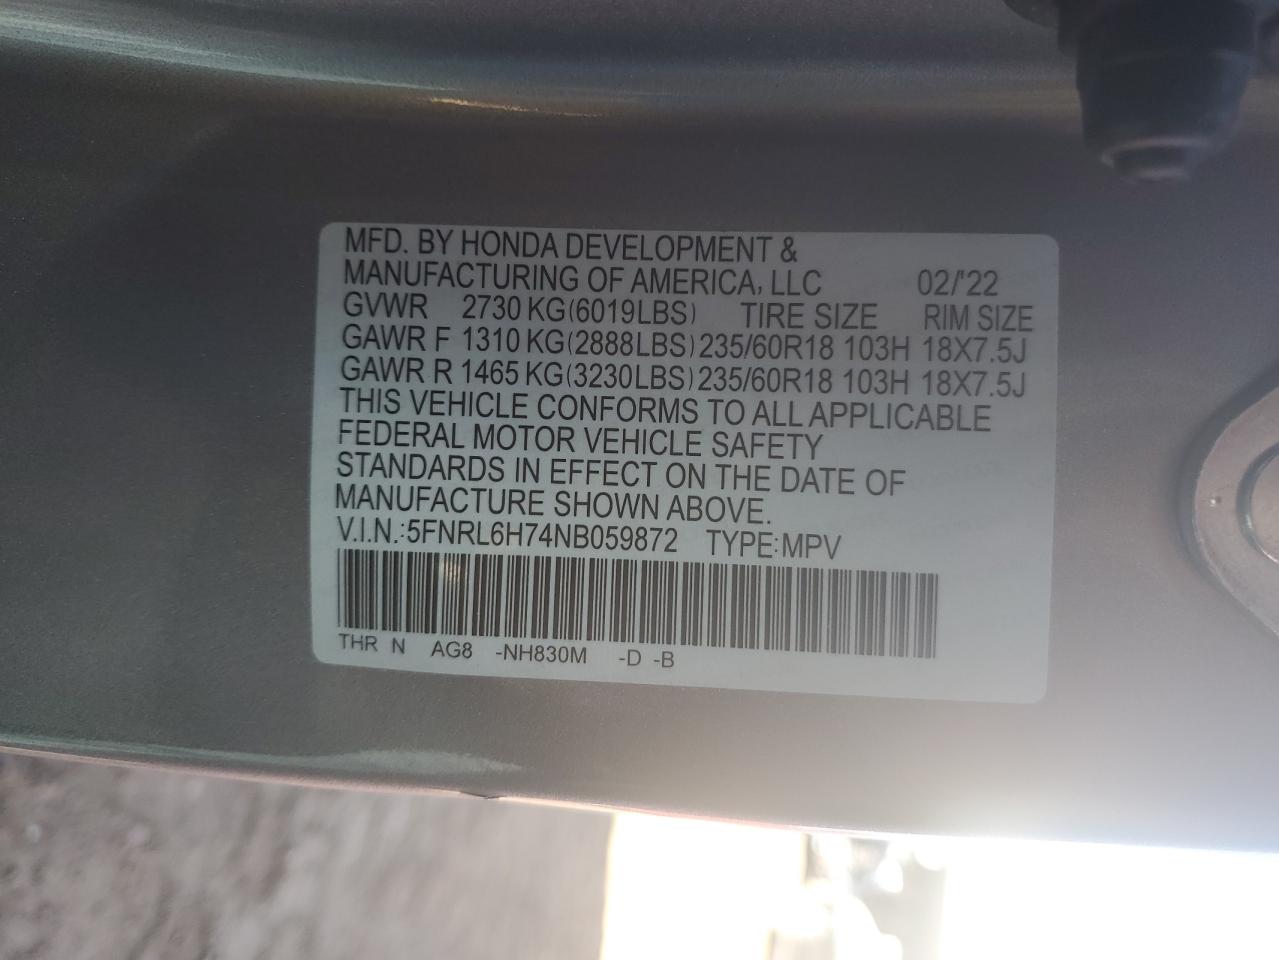 MFD. BY HONDA DEVELOPMENT &
MANUFACTURING OF AMERICA, LLC 02/'22
GVWR 2730 KG(6019LBS) TIRE SIZE RIM SIZE
GAWR F 1310 KG(2888LBS) 235/60R18 103H 18X7.5J
GAWR R 1465 KG(3230LBS) 235/60R18 103H 18X7.5J
THIS VEHICLE CONFORMS TO ALL APPLICABLE
FEDERAL MOTOR VEHICLE SAFETY
STANDARDS IN EFFECT ON THE DATE OF
MANUFACTURE SHOWN ABOVE.
V.I.N.:5FNRL6H74NB059872 TYPE:MPV
THR N AG8 -NH830M -D -B